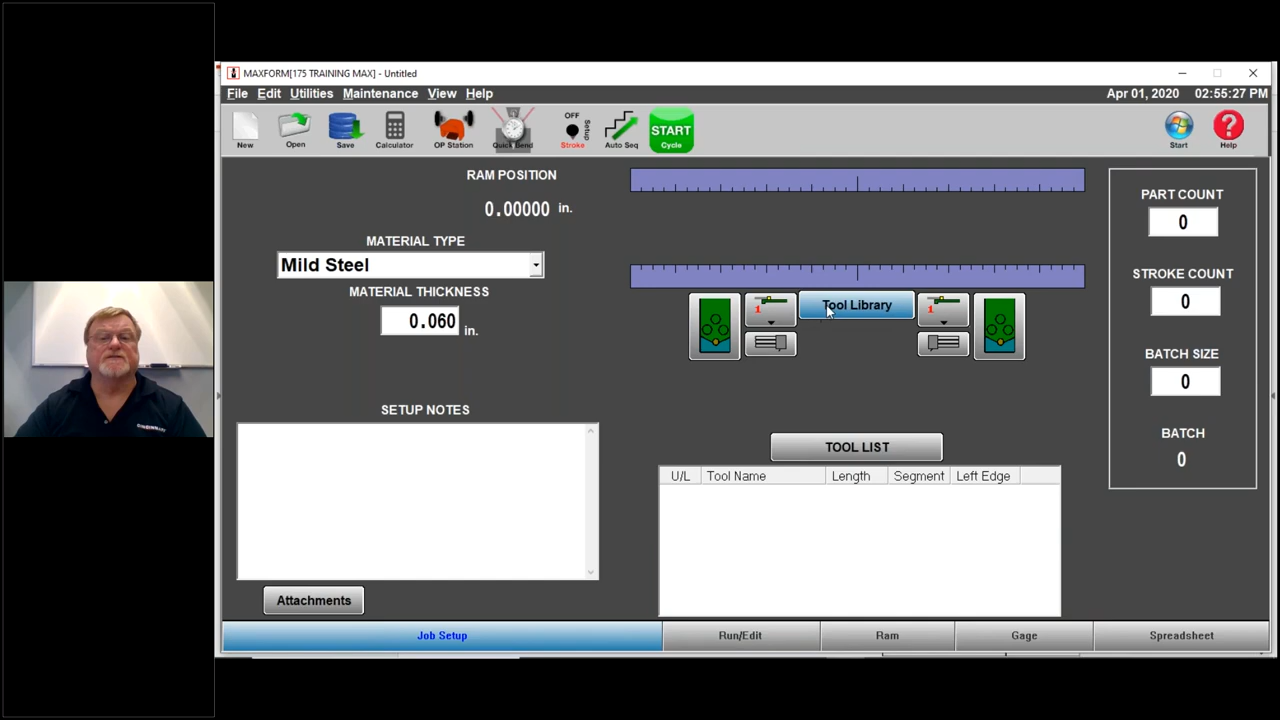 MAXFORM[175 TRAINING MAX] - Untitled
File Edit Utilities Maintenance View Help Apr 01, 2020 02:55:27 PM
New Open Save Calculator OP Station Quick Bend OFF Setup Stroke Auto Seq START Cycle Start ? Help
RAM POSITION
0.00000 in.
MATERIAL TYPE
Mild Steel
MATERIAL THICKNESS
0.060 in.
SETUP NOTES
Attachments
1 Tool Library 1
TOOL LIST
U/L Tool Name Length Segment Left Edge
PART COUNT
0
STROKE COUNT
0
BATCH SIZE
0
BATCH
0
Job Setup Run/Edit Ram Gage Spreadsheet